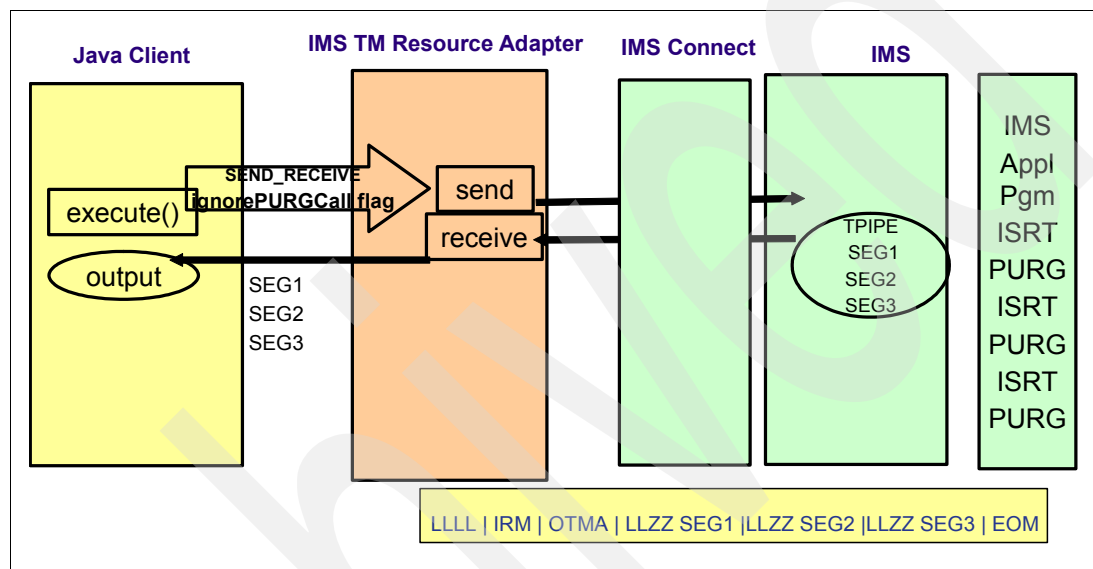 Java Client
IMS TM Resource Adapter
IMS Connect
IMS
SEND_RECEIVE
ignorePURGCall flag
execute()
output
send
receive
SEG1
SEG2
SEG3
TPIPE
SEG1
SEG2
SEG3
IMS
Appl
Pgm
ISRT
PURG
ISRT
PURG
ISRT
PURG
LLLL | IRM | OTMA | LLZZ SEG1 |LLZZ SEG2 |LLZZ SEG3 | EOM